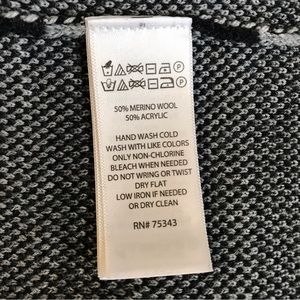 50% MERINO WOOL
50% ACRYLIC
HAND WASH COLD
WASH WITH LIKE COLORS
ONLY NON-CHLORINE
BLEACH WHEN NEEDED
DO NOT WRING OR TWIST
DRY FLAT
LOW IRON IF NEEDED
OR DRY CLEAN
RN# 75343